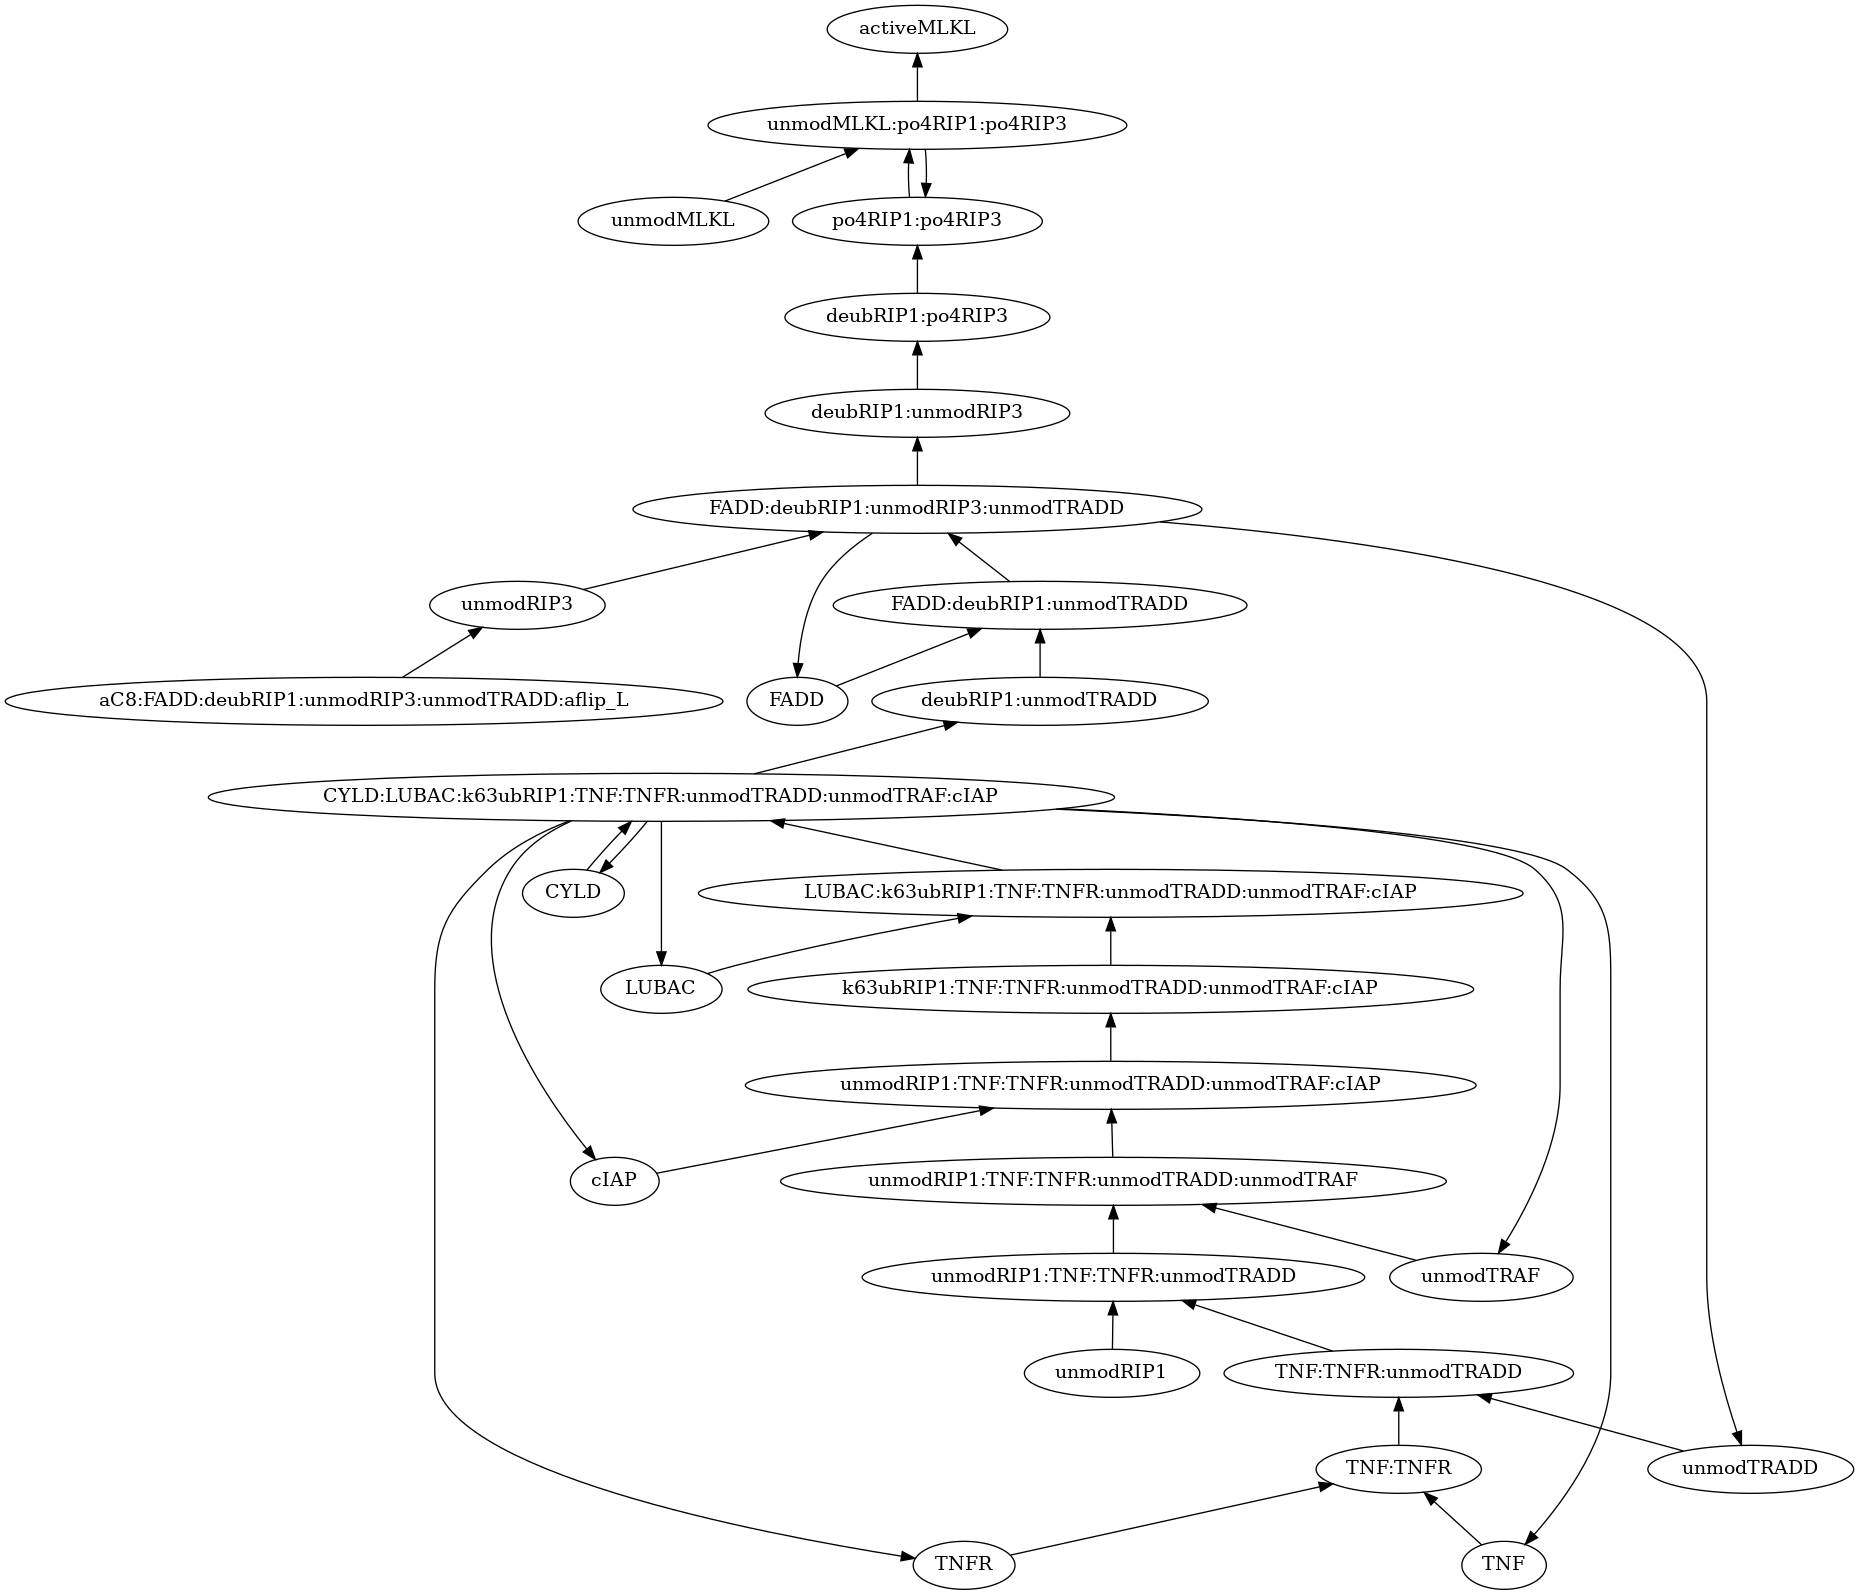 activeMLKL
unmodMLKL:po4RIP1:po4RIP3
unmodMLKL
po4RIP1:po4RIP3
deubRIP1:po4RIP3
deubRIP1:unmodRIP3
FADD:deubRIP1:unmodRIP3:unmodTRADD
unmodRIP3
FADD:deubRIP1:unmodTRADD
aC8:FADD:deubRIP1:unmodRIP3:unmodTRADD:aflip_L
FADD
deubRIP1:unmodTRADD
CYLD:LUBAC:k63ubRIP1:TNF:TNFR:unmodTRADD:unmodTRAF:cIAP
CYLD
LUBAC:k63ubRIP1:TNF:TNFR:unmodTRADD:unmodTRAF:cIAP
LUBAC
k63ubRIP1:TNF:TNFR:unmodTRADD:unmodTRAF:cIAP
unmodRIP1:TNF:TNFR:unmodTRADD:unmodTRAF:cIAP
cIAP
unmodRIP1:TNF:TNFR:unmodTRADD:unmodTRAF
unmodRIP1:TNF:TNFR:unmodTRADD
unmodTRAF
unmodRIP1
TNF:TNFR:unmodTRADD
TNF:TNFR
unmodTRADD
TNFR
TNF